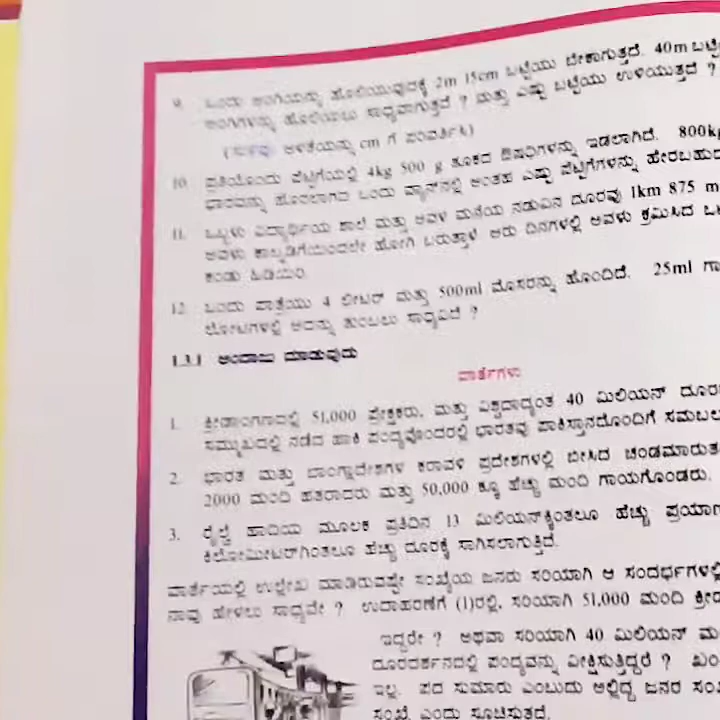 9. ಒಂದು ಅಂಗಿಯನ್ನು ಹೊಲಿಯುವುದಕ್ಕೆ 2m 15cm ಬಟ್ಟೆಯು ಬೇಕಾಗುತ್ತದೆ. 40m ಬಟ್ಟೆ
ಅಂಗಿಗಳನ್ನು ಹೊಲಿಯಲು ಸಾಧ್ಯವಾಗುತ್ತದೆ ? ಮತ್ತು ಎಷ್ಟು ಬಟ್ಟೆಯು ಉಳಿಯುತ್ತದೆ ?
(ಸುಳಿವು: ಅಳತೆಯನ್ನು cm ಗೆ ಪರಿವರ್ತಿಸಿ)
10. ಪ್ರತಿಯೊಂದು ಪೆಟ್ಟಿಗೆಯಲ್ಲಿ 4kg 500 g ತೂಕದ ಔಷಧಿಗಳನ್ನು ಇಡಲಾಗಿದೆ. 800kg
ಭಾರವನ್ನು ಹೊರಲಾಗದ ಒಂದು ವ್ಯಾನ್‌ನಲ್ಲಿ ಅಂತಹ ಎಷ್ಟು ಪೆಟ್ಟಿಗೆಗಳನ್ನು ಹೇರಬಹುದು
11. ಒಬ್ಬಳು ವಿದ್ಯಾರ್ಥಿಯ ಶಾಲೆ ಮತ್ತು ಅವಳ ಮನೆಯ ನಡುವಿನ ದೂರವು 1km 875 m
ಅವಳು ಕಾಲ್ನಡಿಗೆಯಿಂದಲೇ ಹೋಗಿ ಬರುತ್ತಾಳೆ. ಆರು ದಿನಗಳಲ್ಲಿ ಅವಳು ಕ್ರಮಿಸಿದ
ಕಂಡು ಹಿಡಿಯಿರಿ.
12. ಒಂದು ಪಾತ್ರೆಯು 4 ಲೀಟರ್ ಮತ್ತು 500ml ಮೊಸರನ್ನು ಹೊಂದಿದೆ. 25ml
ಲೋಟಗಳಲ್ಲಿ ಅದನ್ನು ತುಂಬಲು ಸಾಧ್ಯವಿದೆ ?
1.3.1 ಅಂದಾಜು ಮಾಡುವುದು
ವಾರ್ತೆಗಳು
1. ಕ್ರೀಡಾಂಗಣದಲ್ಲಿ 51,000 ಪ್ರೇಕ್ಷಕರು, ಮತ್ತು ವಿಶ್ವದಾದ್ಯಂತ 40 ಮಿಲಿಯನ್
ಸಮ್ಮುಖದಲ್ಲಿ ನಡೆದ ಹಾಕಿ ಪಂದ್ಯವೊಂದರಲ್ಲಿ ಭಾರತವು ಪಾಕಿಸ್ತಾನದೊಂದಿಗೆ
2. ಭಾರತ ಮತ್ತು ಬಾಂಗ್ಲಾದೇಶಗಳ ಕರಾವಳಿ ಪ್ರದೇಶಗಳಲ್ಲಿ ಬೀಸಿದ ಚಂಡಮಾರುತ
2000 ಮಂದಿ ಹತರಾದರು ಮತ್ತು 50,000 ಕ್ಕೂ ಹೆಚ್ಚು ಮಂದಿ ಗಾಯಗೊಂಡರು.
3. ರೈಲ್ವೆ ಹಾದಿಯ ಮೂಲಕ ಪ್ರತಿದಿನ 13 ಮಿಲಿಯನ್‌ಕ್ಕಿಂತಲೂ ಹೆಚ್ಚು
ಕಿಲೋಮೀಟರ್‌ಗಿಂತಲೂ ಹೆಚ್ಚು ದೂರಕ್ಕೆ ಸಾಗಿಸಲಾಗುತ್ತಿದೆ.
ವಾರ್ತೆಯಲ್ಲಿ ಉಲ್ಲೇಖ ಮಾಡಿರುವಷ್ಟೇ ಸಂಖ್ಯೆಯ ಜನರು ಸರಿಯಾಗಿ ಆ ಸಂದರ್ಭಗಳಲ್ಲಿ
ನಾವು ಹೇಳಲು ಸಾಧ್ಯವೇ ? ಉದಾಹರಣೆಗೆ (1)ರಲ್ಲಿ, ಸರಿಯಾಗಿ 51,000 ಮಂದಿ
ಇದ್ದರೇ ? ಅಥವಾ ಸರಿಯಾಗಿ 40 ಮಿಲಿಯನ್
ದೂರದರ್ಶನದಲ್ಲಿ ಪಂದ್ಯವನ್ನು ವೀಕ್ಷಿಸುತ್ತಿದ್ದರೆ ?
ಇಲ್ಲ. ಪದ ಸುಮಾರು ಎಂಬುದು ಅಲ್ಲಿದ್ದ ಜನರ
ಸಂಖ್ಯೆ ಎಂದು ಸೂಚಿಸುತ್ತದೆ.